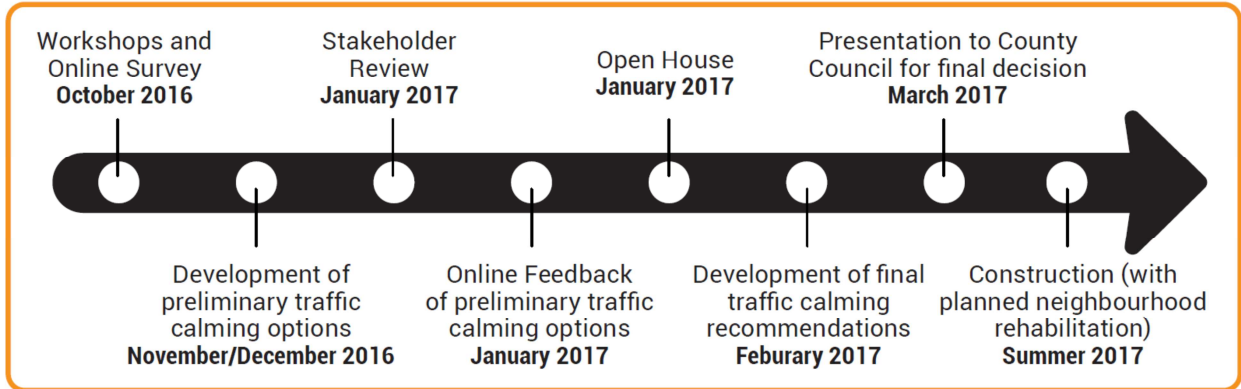 Workshops and
Online Survey
October 2016
Development of
preliminary traffic
calming options
November/December 2016
Stakeholder
Review
January 2017
Online Feedback
of preliminary traffic
calming options
January 2017
Open House
January 2017
Development of final
traffic calming
recommendations
Feburary 2017
Presentation to County
Council for final decision
March 2017
Construction (with
planned neighbourhood
rehabilitation)
Summer 2017